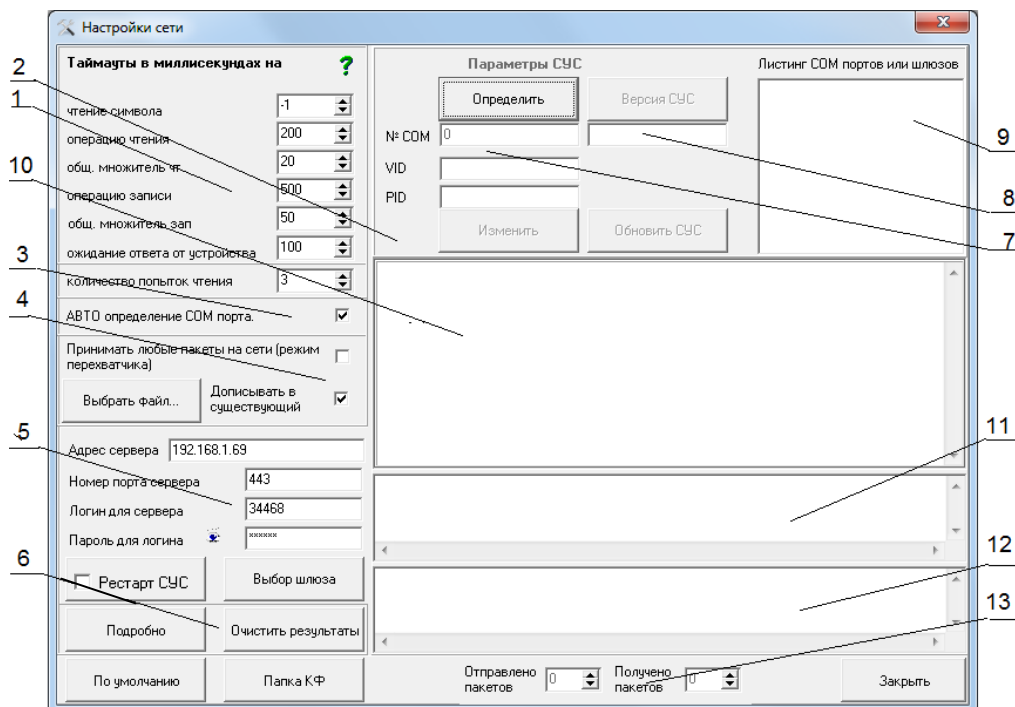 Настройки сети
Таймауты в миллисекундах на ?
чтение символа -1
операцию чтения 200
общ. множитель чт 20
операцию записи 500
общ. множитель зап 50
ожидание ответа от устройства 100
количество попыток чтения 3
АВТО определение COM порта.
Принимать любые пакеты на сети (режим
перехватчика)
Выбрать файл...
Дописывать в
существующий
Адрес сервера 192.168.1.69
Номер порта сервера 443
Логин для сервера 34468
Пароль для логина ××××××
Рестарт СУС
Выбор шлюза
Подробно
Очистить результаты
По умолчанию
Папка КФ
Параметры СУС
Определить
Версия СУС
№ COM 0
VID
PID
Изменить
Обновить СУС
Листинг COM портов или шлюзов
Отправлено
пакетов 0
Получено
пакетов 0
Закрыть
2
1
10
3
4
5
6
9
8
7
11
12
13